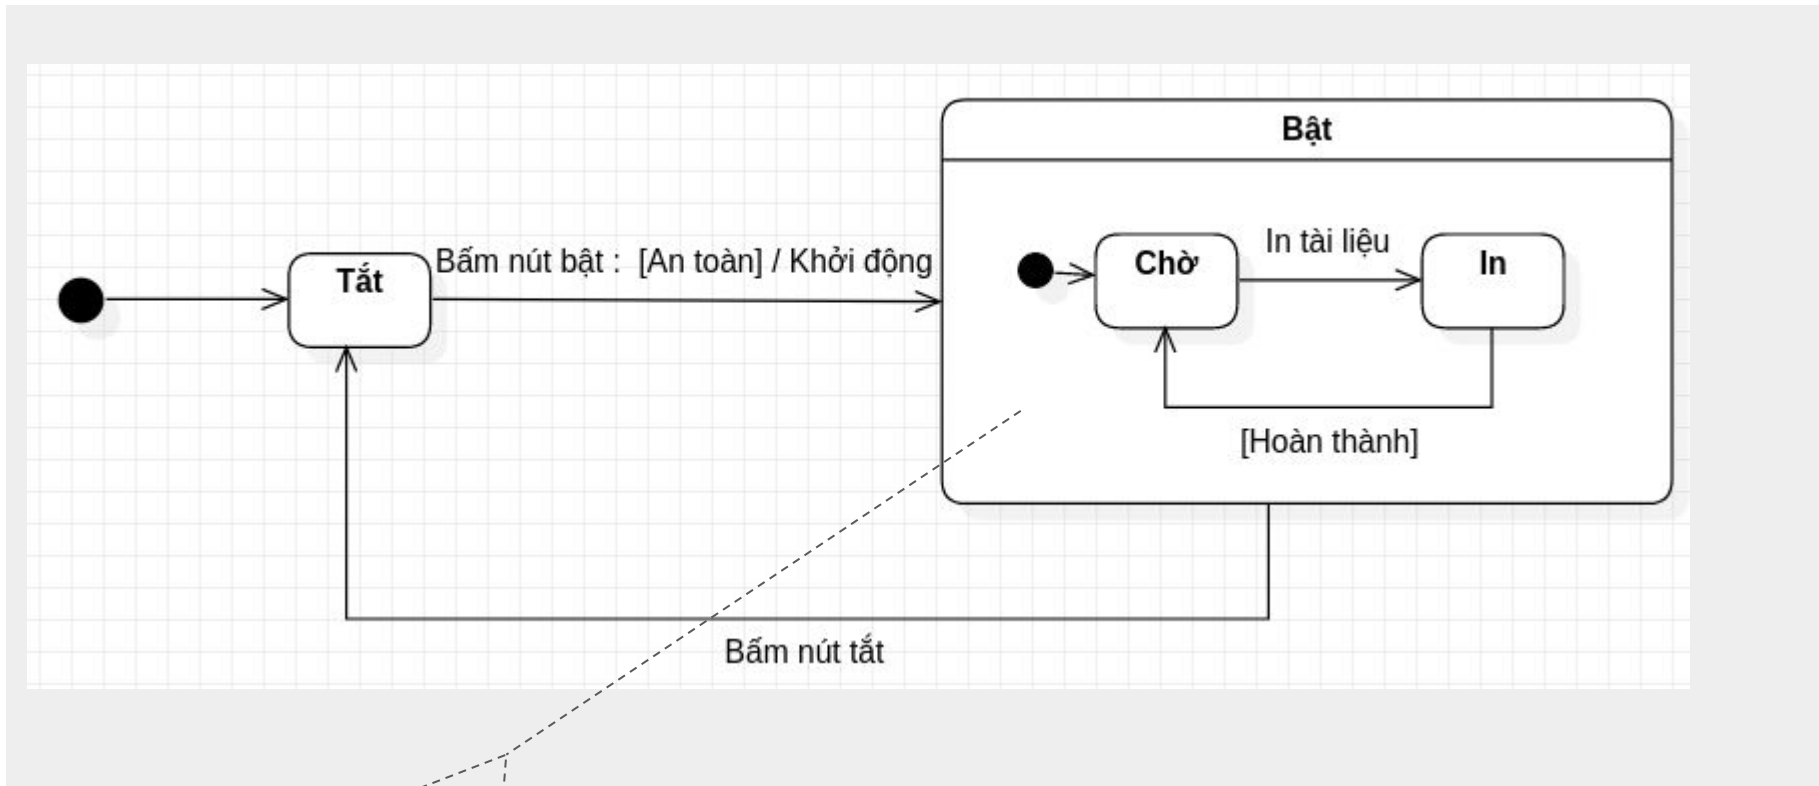 Bật
Tắt
Bấm nút bật : [An toàn] / Khởi động
Chờ
In tài liệu
In
[Hoàn thành]
Bấm nút tắt